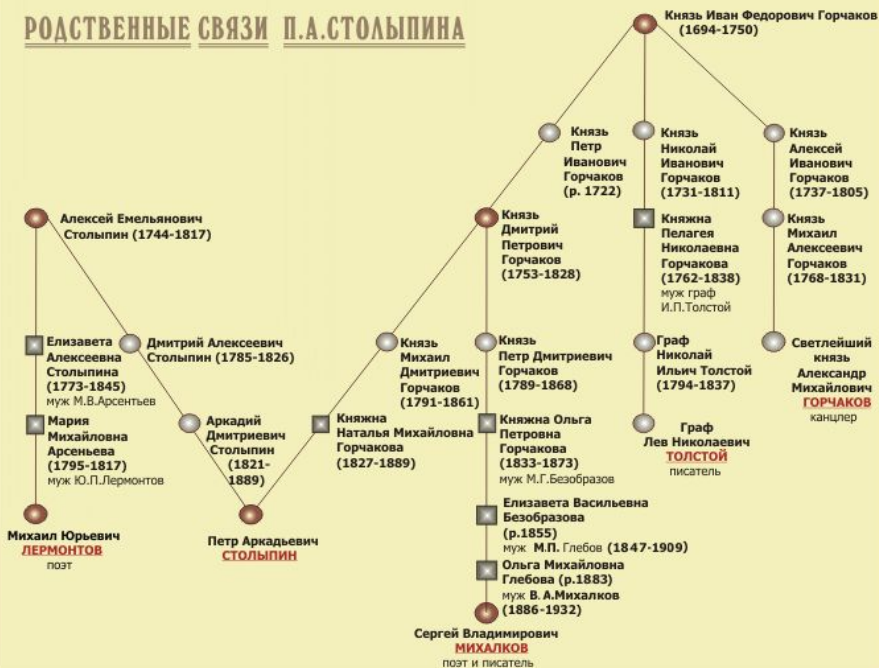 РОДСТВЕННЫЕ СВЯЗИ П.А.СТОЛЫПИНА
Князь Иван Федорович Горчаков
(1694-1750)
Князь
Петр
Иванович
Горчаков
(р. 1722)
Князь
Николай
Иванович
Горчаков
(1731-1811)
Князь
Алексей
Иванович
Горчаков
(1737-1805)
Алексей Емельянович
Столыпин (1744-1817)
Князь
Дмитрий
Петрович
Горчаков
(1753-1828)
Княжна
Пелагея
Николаевна
Горчакова
(1762-1838)
муж граф
И.П.Толстой
Князь
Михаил
Алексеевич
Горчаков
(1768-1831)
Елизавета
Алексеевна
Столыпина
(1773-1845)
муж М.В.Арсентьев
Дмитрий Алексеевич
Столыпин (1785-1826)
Князь
Михаил
Дмитриевич
Горчаков
(1791-1861)
Князь
Петр Дмитриевич
Горчаков
(1789-1868)
Граф
Николай
Ильич Толстой
(1794-1837)
Светлейший
князь
Александр
Михайлович
ГОРЧАКОВ
канцлер
Мария
Михайловна
Арсеньева
(1795-1817)
муж Ю.П.Лермонтов
Аркадий
Дмитриевич
Столыпин
(1821-
1889)
Княжна
Наталья Михайловна
Горчакова
(1827-1889)
Княжна Ольга
Петровна
Горчакова
(1833-1873)
муж М.Г.Безобразов
Граф
Лев Николаевич
ТОЛСТОЙ
писатель
Михаил Юрьевич
ЛЕРМОНТОВ
поэт
Петр Аркадьевич
СТОЛЫПИН
Елизавета Васильевна
Безобразова
(р.1855)
муж М.П. Глебов (1847-1909)
Ольга Михайловна
Глебова (р.1883)
муж В.А.Михалков
(1886-1932)
Сергей Владимирович
МИХАЛКОВ
поэт и писатель